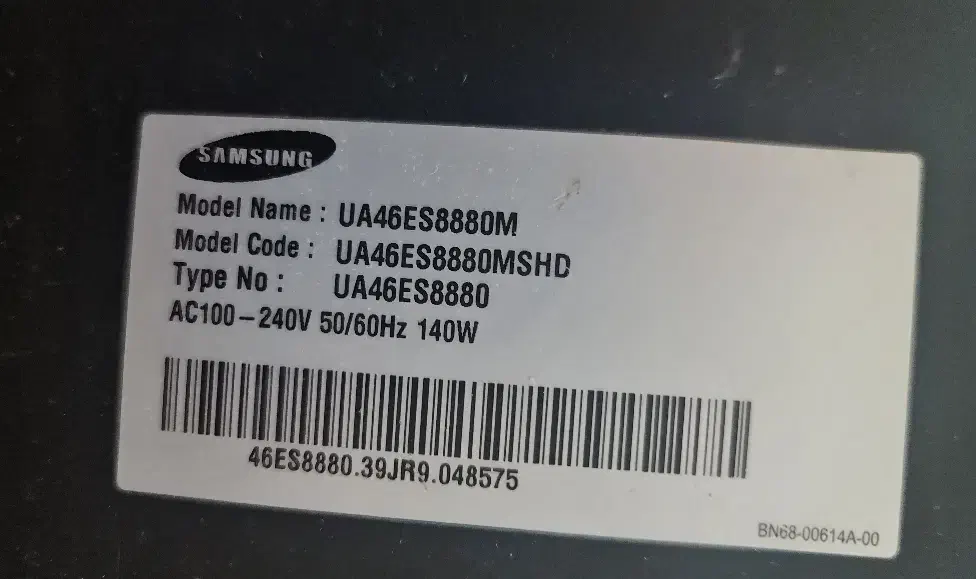 SAMSUNG
Model Name : UA46ES8880M
Model Code : UA46ES8880MSHD
Type No : UA46ES8880
AC100-240V 50/60Hz 140W
46ES8880.39JR9.048575
BN68-00614A-00